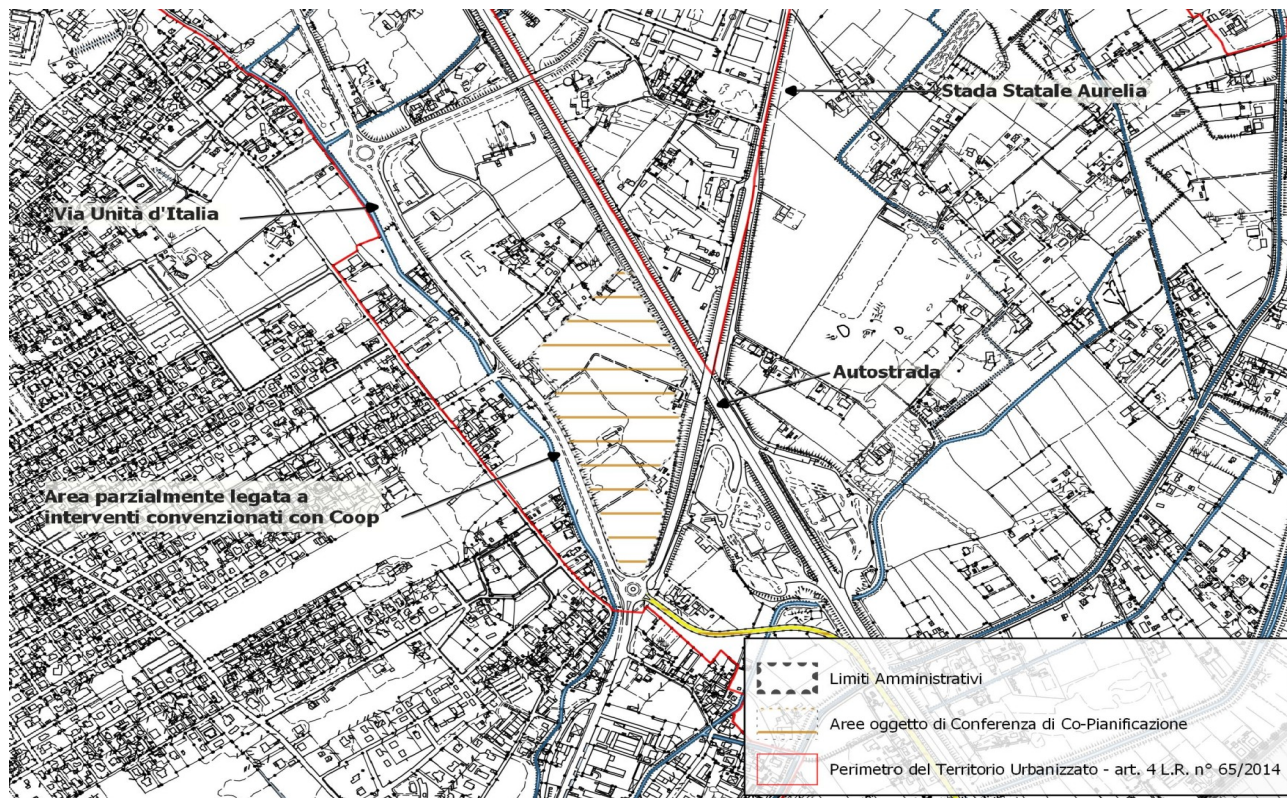 Stada Statale Aurelia
Via Unità d'Italia
Autostrada
Area parzialmente legata a
interventi convenzionati con Coop
Limiti Amministrativi
Aree oggetto di Conferenza di Co-Pianificazione
Perimetro del Territorio Urbanizzato - art. 4 L.R. n° 65/2014